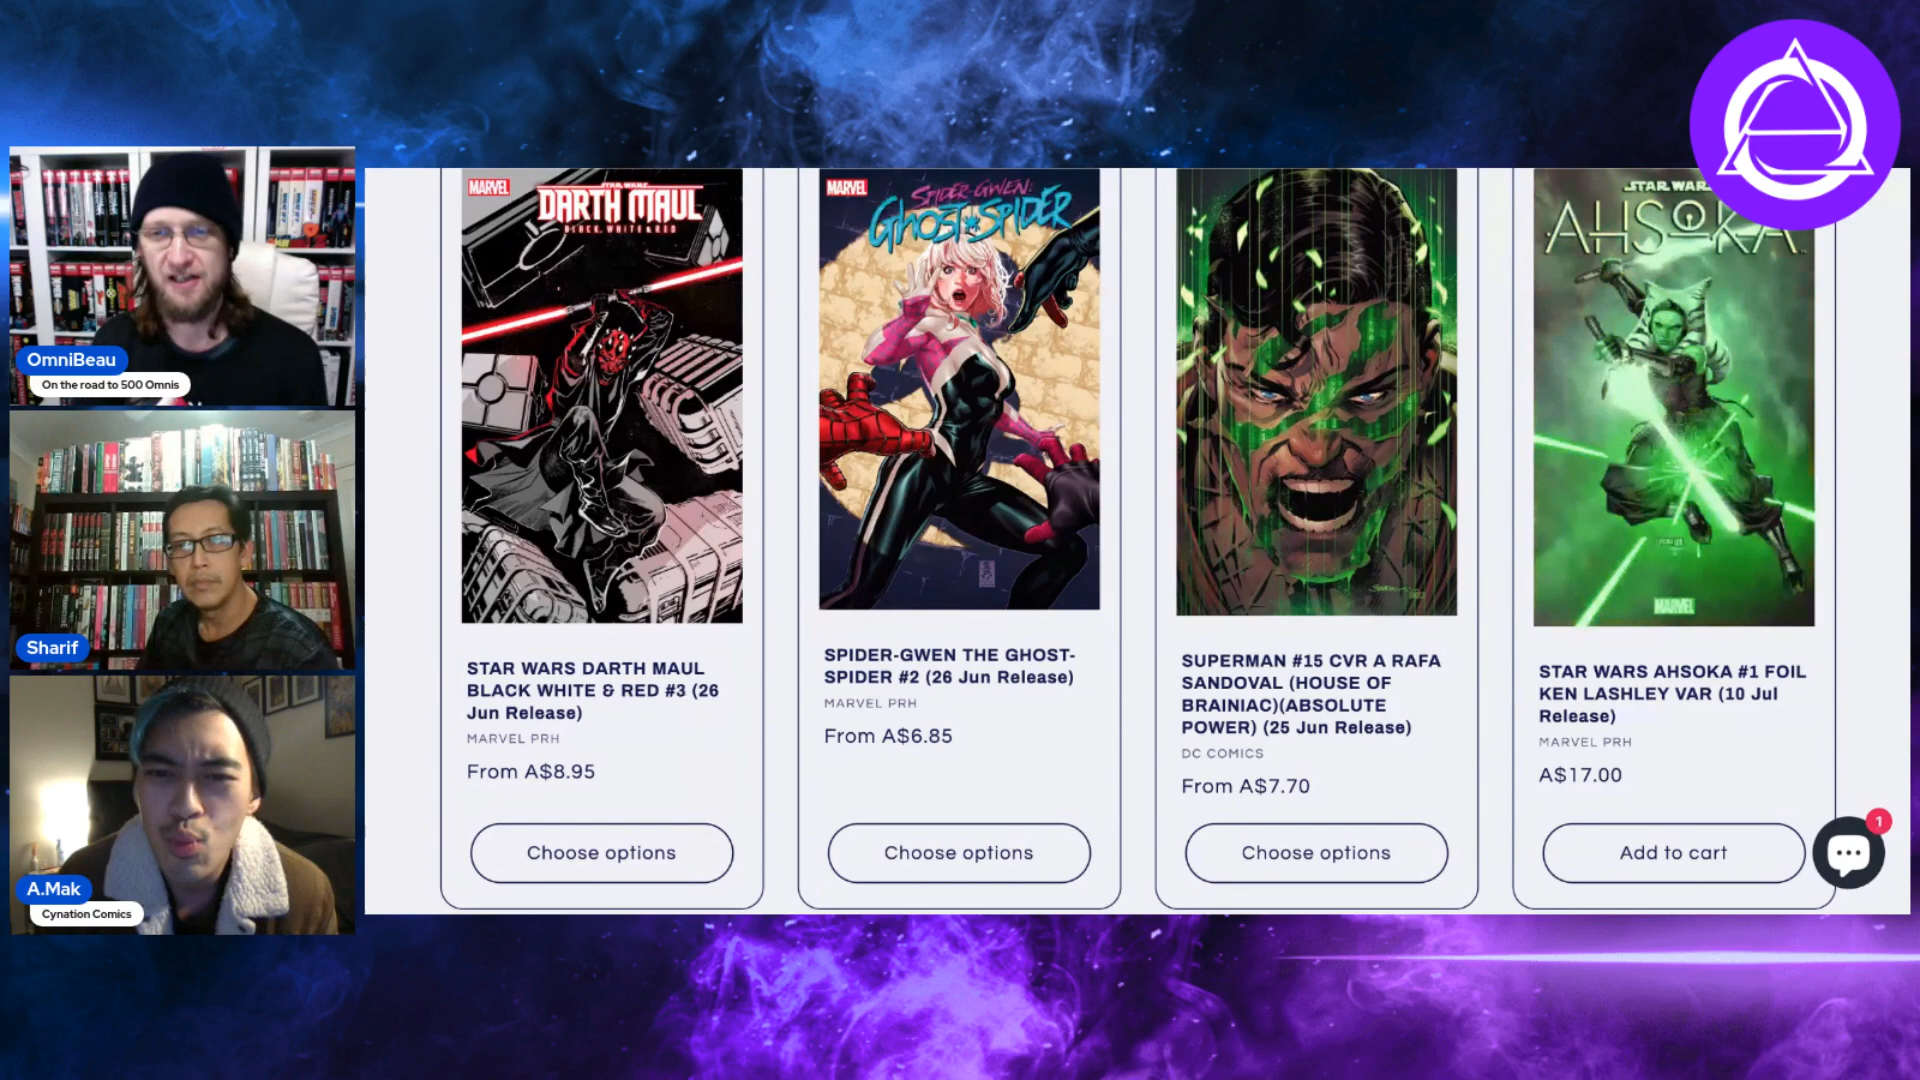 OmniBeau
On the road to 500 Omnis
Sharif
A.Mak
Cynation Comics
MARVEL
STAR WARS
DARTH MAUL
BLACK, WHITE & RED
STAR WARS DARTH MAUL
BLACK WHITE & RED #3 (26
Jun Release)
MARVEL PRH
From A$8.95
Choose options
MARVEL
SPIDER-GWEN:
GHOST-SPIDER
SPIDER-GWEN THE GHOST-
SPIDER #2 (26 Jun Release)
MARVEL PRH
From A$6.85
Choose options
SUPERMAN #15 CVR A RAFA
SANDOVAL (HOUSE OF
BRAINIAC)(ABSOLUTE
POWER) (25 Jun Release)
DC COMICS
From A$7.70
Choose options
STAR WARS
AHSOKA
MARVEL
STAR WARS AHSOKA #1 FOIL
KEN LASHLEY VAR (10 Jul
Release)
MARVEL PRH
A$17.00
Add to cart
1